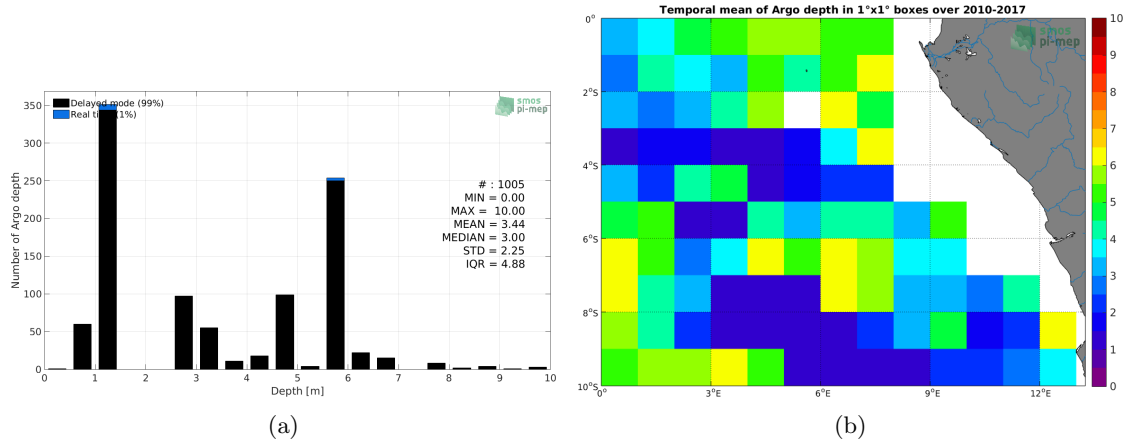 Delayed mode (99%)
Real time (1%)
smos
pi-mep
350
300
250
200
150
100
50
0
Number of Argo depth
# : 1005
MIN = 0.00
MAX = 10.00
MEAN = 3.44
MEDIAN = 3.00
STD = 2.25
IQR = 4.88
0 1 2 3 4 5 6 7 8 9 10
Depth [m]
(a)
Temporal mean of Argo depth in 1°x1° boxes over 2010-2017
smos
pi-mep
0°
2°S
4°S
6°S
8°S
10°S
0° 3°E 6°E 9°E 12°E
10
9
8
7
6
5
4
3
2
1
0
(b)